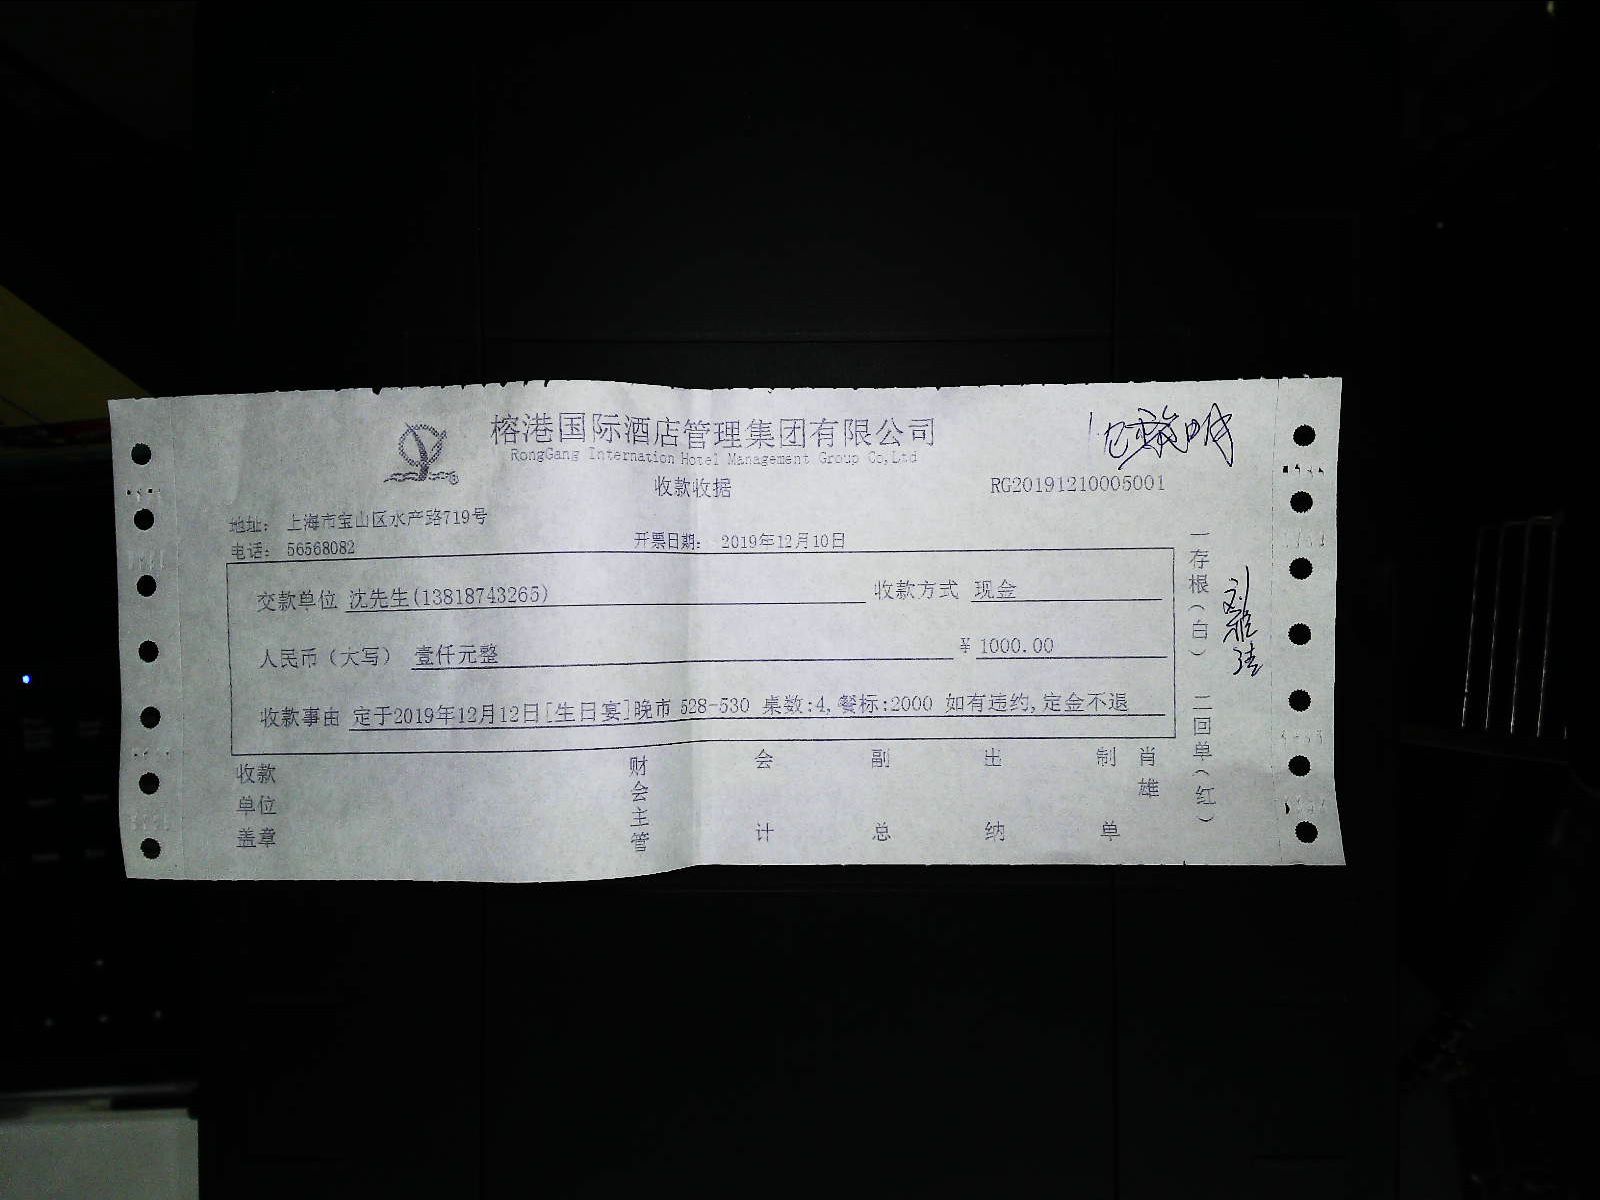 榕港国际酒店管理集团有限公司
RongGang Internation Hotel Management Group Co,Ltd
收款收据
RG20191210005001
地址： 上海市宝山区水产路719号
电话： 56568082
开票日期： 2019年12月10日
交款单位 沈先生(13818743265) 收款方式 现金
人民币（大写） 壹仟元整 ¥ 1000.00
收款事由 定于2019年12月12日[生日宴]晚市 528-530 桌数:4,餐标:2000 如有违约,定金不退
收款单位盖章
财会主管
会计
副总
出纳
制单
肖雄
一存根(白) 二回单(红)